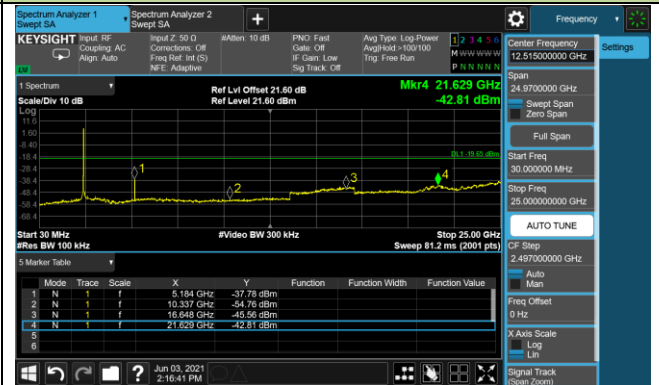 Spectrum Analyzer 1
Swept SA
Spectrum Analyzer 2
Swept SA
+
Frequency
KEYSIGHT
Input: RF
Coupling: AC
Align: Auto
Input Z: 50 Ω
Corrections: Off
Freq Ref: Int (S)
NFE: Adaptive
#Atten: 10 dB
PNO: Fast
Gate: Off
IF Gain: Low
Sig Track: Off
Avg Type: Log-Power
Avg|Hold:>100/100
Trig: Free Run
1 2 3 4 5 6
M W W W W W
P N N N N N
LW
1 Spectrum
Scale/Div 10 dB
Ref Lvl Offset 21.60 dB
Ref Level 21.60 dBm
Mkr4 21.629 GHz
-42.81 dBm
Log
11.6
1.60
-8.40
-18.4
-28.4
-38.4
-48.4
-58.4
-68.4
DL1 -19.65 dBm
1
2
3
4
Start 30 MHz
#Res BW 100 kHz
#Video BW 300 kHz
Stop 25.00 GHz
Sweep 81.2 ms (2001 pts)
5 Marker Table
Mode Trace Scale X Y Function Function Width Function Value
1 N 1 f 5.184 GHz -37.78 dBm
2 N 1 f 10.337 GHz -54.76 dBm
3 N 1 f 16.648 GHz -45.56 dBm
4 N 1 f 21.629 GHz -42.81 dBm
5
6
Jun 03, 2021
2:16:41 PM
?
Center Frequency
12.515000000 GHz
Settings
Span
24.9700000 GHz
Swept Span
Zero Span
Full Span
Start Freq
30.000000 MHz
Stop Freq
25.000000000 GHz
AUTO TUNE
CF Step
2.497000000 GHz
Auto
Man
Freq Offset
0 Hz
X Axis Scale
Log
Lin
Signal Track
(Span Zoom)